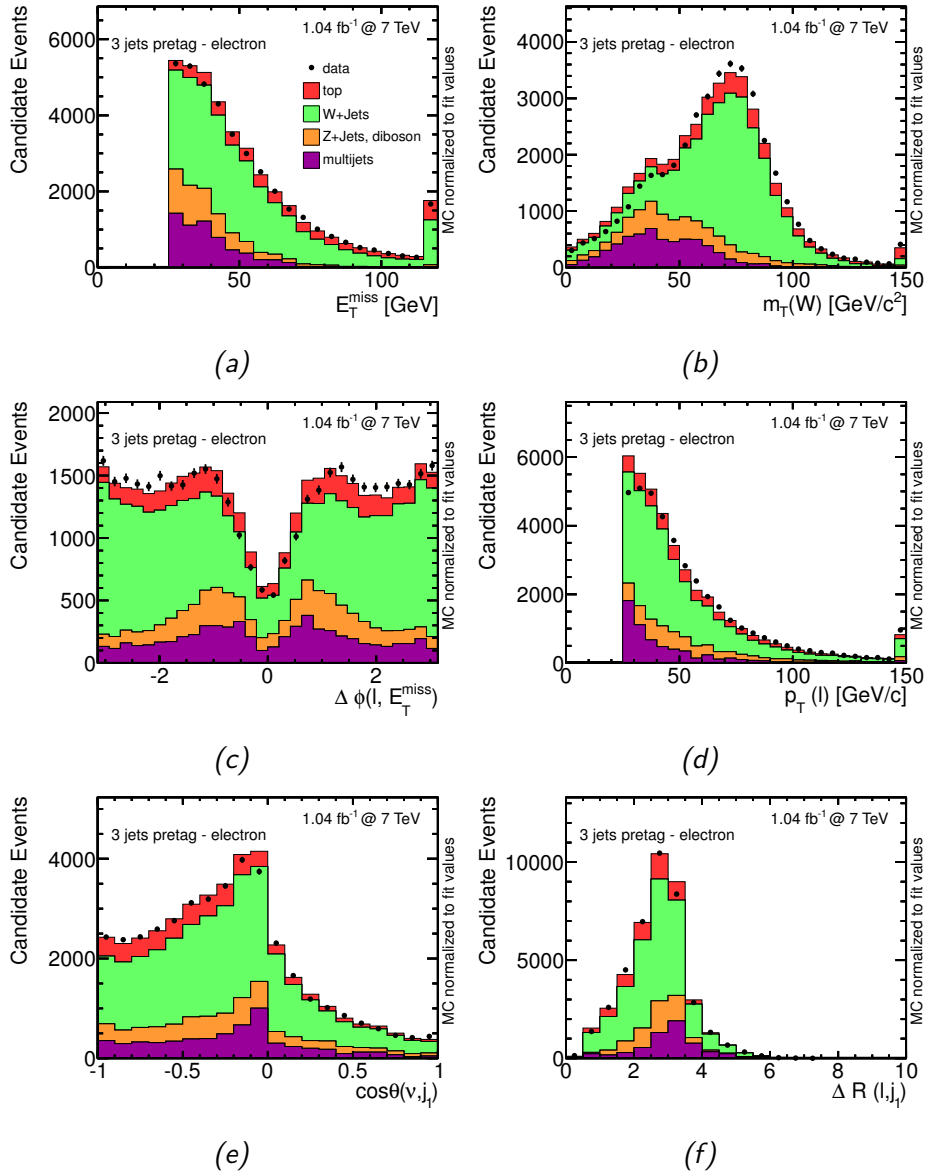 Candidate Events
6000
4000
2000
0
3 jets pretag - electron
1.04 fb⁻¹ @ 7 TeV
data
top
W+Jets
Z+Jets, diboson
multijets
MC normalized to fit values
0 50 100
E_T^miss [GeV]
(a)
Candidate Events
4000
3000
2000
1000
0
3 jets pretag - electron
1.04 fb⁻¹ @ 7 TeV
MC normalized to fit values
0 50 100 150
m_T(W) [GeV/c²]
(b)
Candidate Events
2000
1500
1000
500
0
3 jets pretag - electron
1.04 fb⁻¹ @ 7 TeV
MC normalized to fit values
-2 0 2
Δ ϕ(l, E_T^miss)
(c)
Candidate Events
6000
4000
2000
0
3 jets pretag - electron
1.04 fb⁻¹ @ 7 TeV
MC normalized to fit values
0 50 100 150
p_T (l) [GeV/c]
(d)
Candidate Events
4000
2000
0
3 jets pretag - electron
1.04 fb⁻¹ @ 7 TeV
MC normalized to fit values
-1 -0.5 0 0.5 1
cosθ(ν,j₁)
(e)
Candidate Events
10000
5000
0
3 jets pretag - electron
1.04 fb⁻¹ @ 7 TeV
MC normalized to fit values
0 2 4 6 8 10
Δ R (l,j₁)
(f)